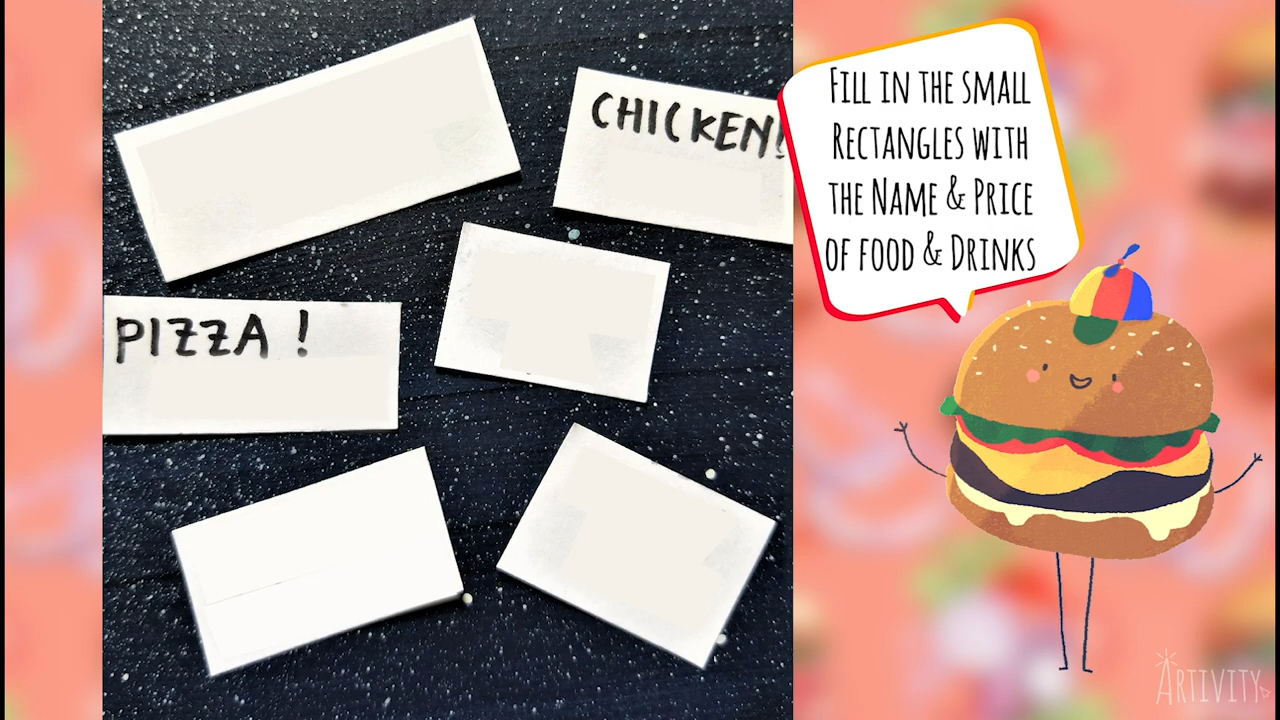 CHICKEN!
PIZZA !
FILL IN THE SMALL
RECTANGLES WITH
THE NAME & PRICE
OF FOOD & DRINKS
ARTIVITY